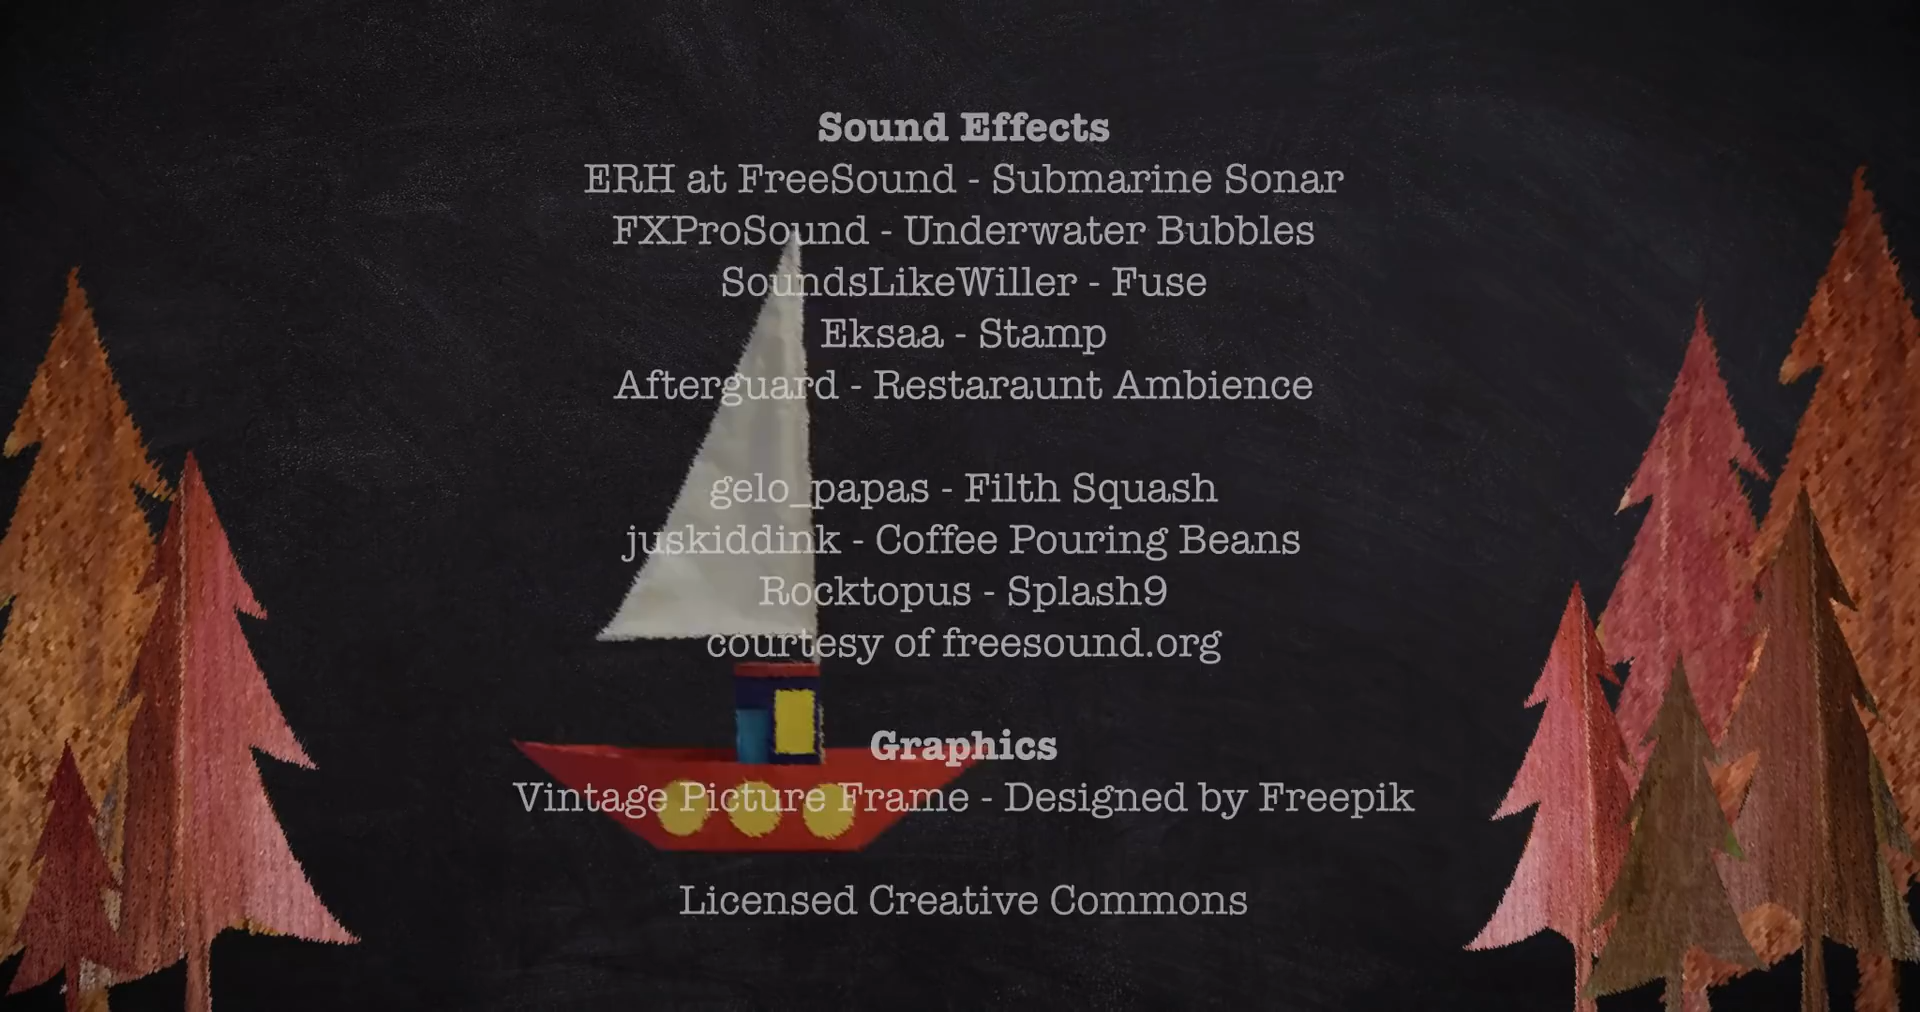 Sound Effects
ERH at FreeSound - Submarine Sonar
FXProSound - Underwater Bubbles
SoundsLikeWiller - Fuse
Eksaa - Stamp
Afterguard - Restaraunt Ambience
gelo_papas - Filth Squash
juskiddink - Coffee Pouring Beans
Rocktopus - Splash9
courtesy of freesound.org
Graphics
Vintage Picture Frame - Designed by Freepik
Licensed Creative Commons